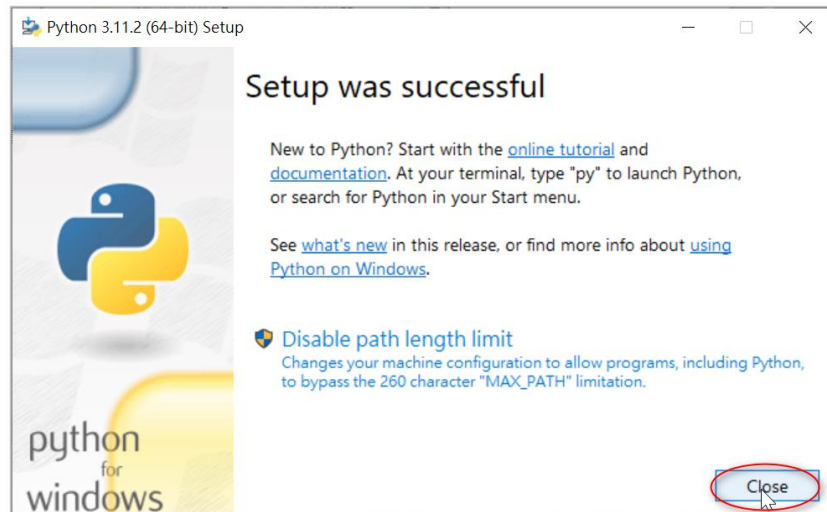 Python 3.11.2 (64-bit) Setup
Setup was successful
New to Python? Start with the online tutorial and
documentation. At your terminal, type "py" to launch Python,
or search for Python in your Start menu.
See what's new in this release, or find more info about using
Python on Windows.
Disable path length limit
Changes your machine configuration to allow programs, including Python,
to bypass the 260 character "MAX_PATH" limitation.
python
for
windows
Close